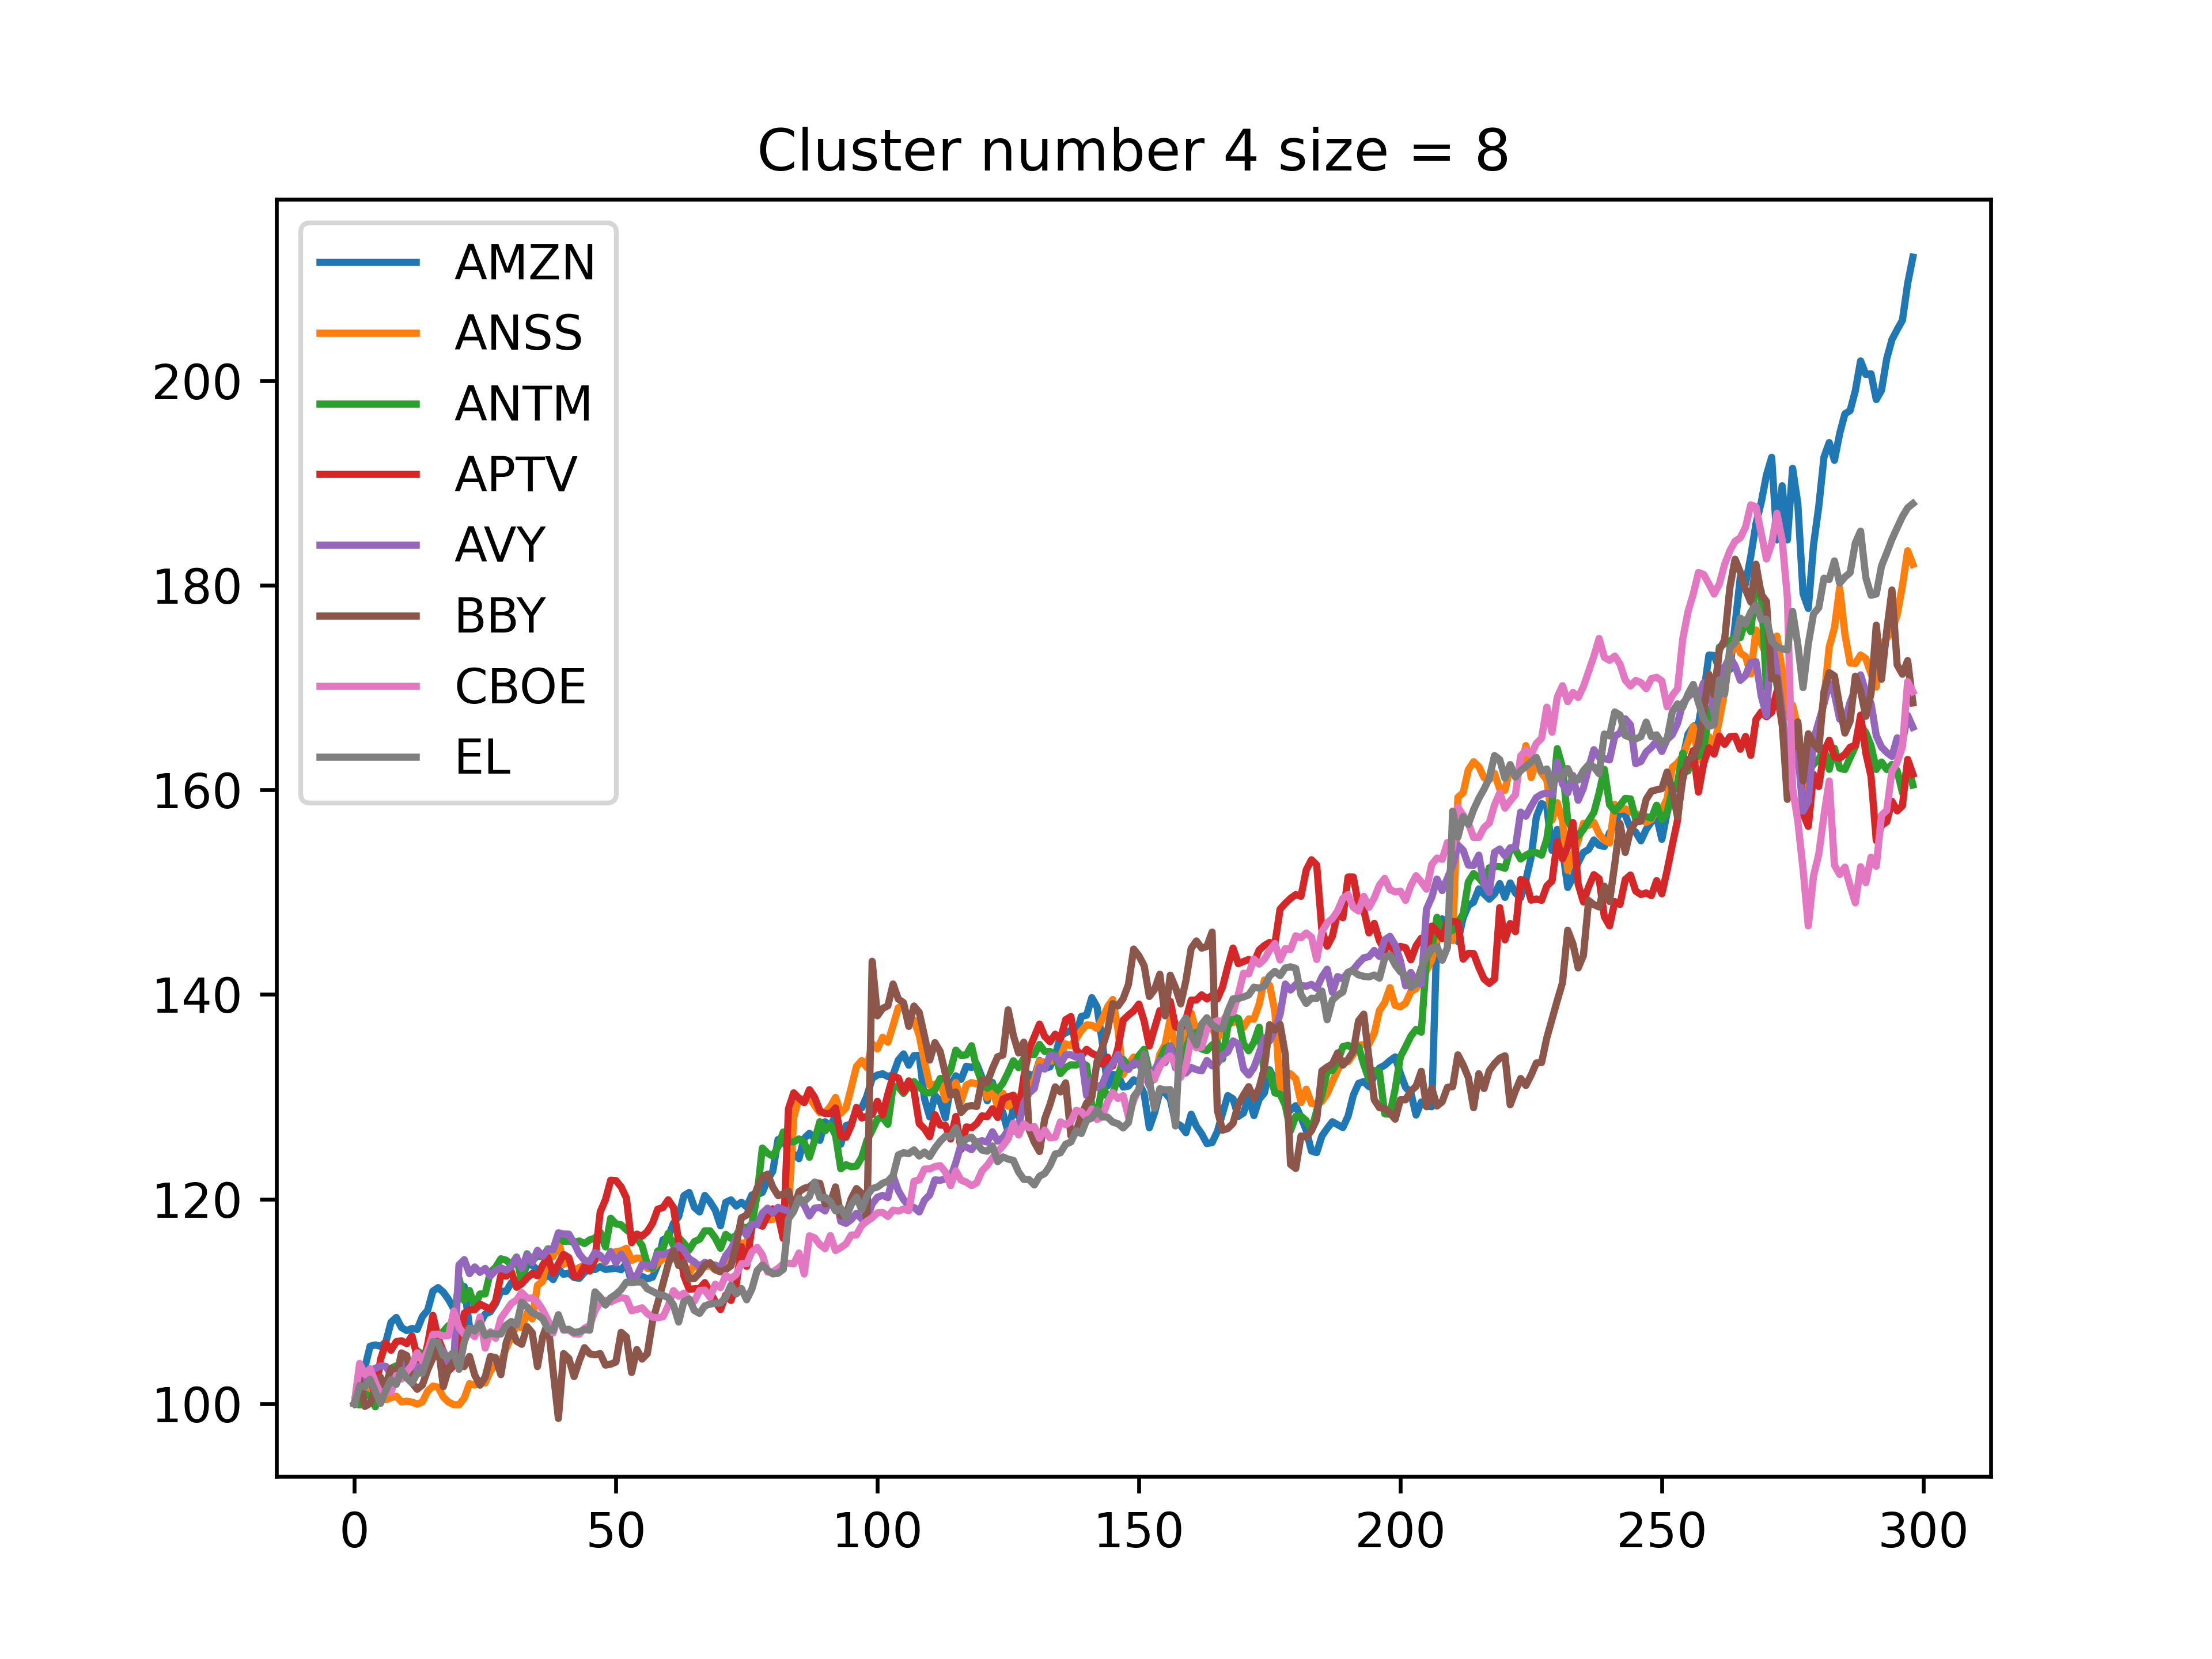 Cluster number 4 size = 8
AMZN
ANSS
ANTM
APTV
AVY
BBY
CBOE
EL
200
180
160
140
120
100
0 50 100 150 200 250 300